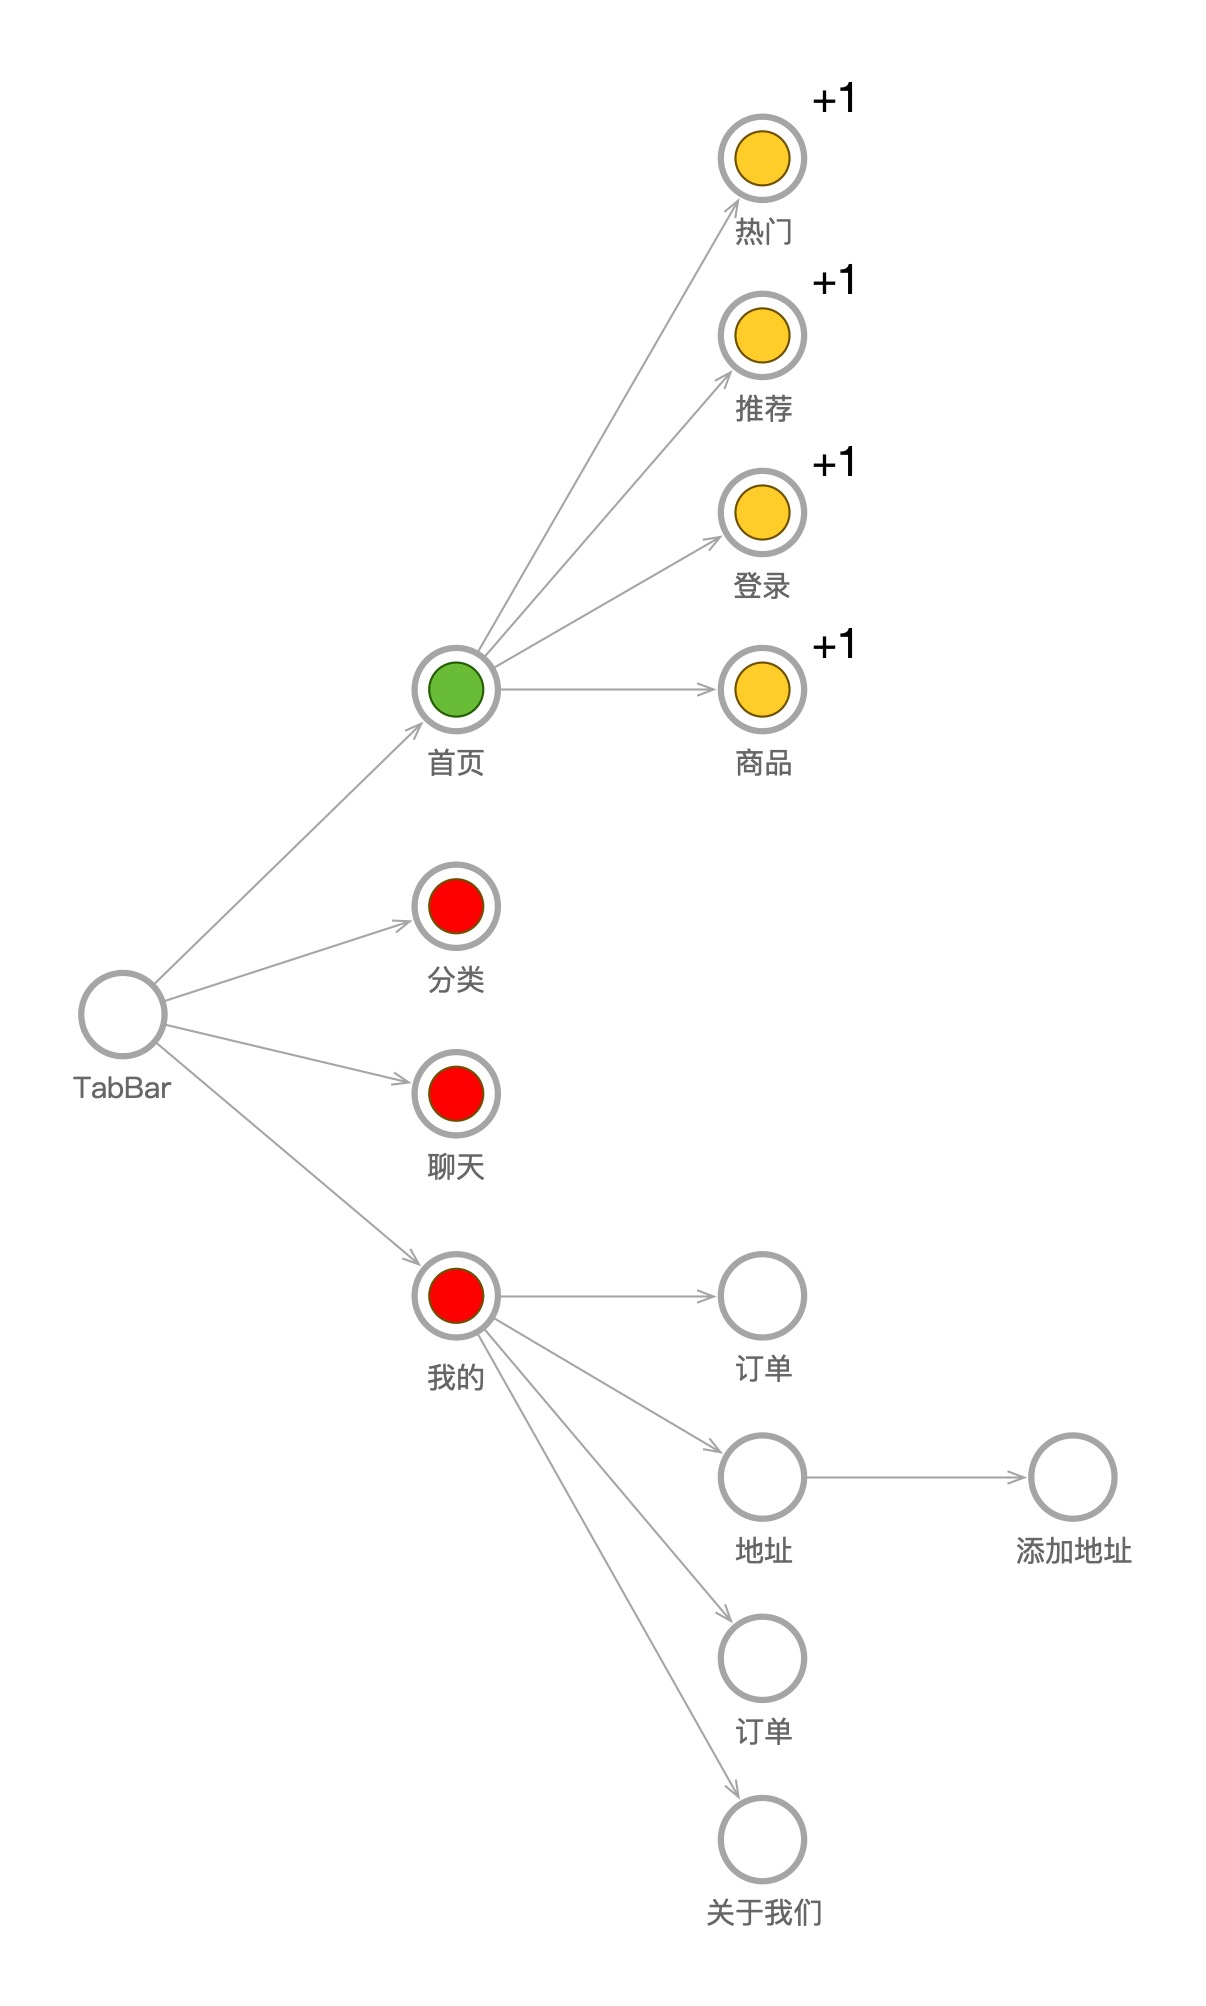 +1
热门
+1
推荐
+1
登录
+1
首页
商品
分类
TabBar
聊天
我的
订单
地址
添加地址
订单
关于我们